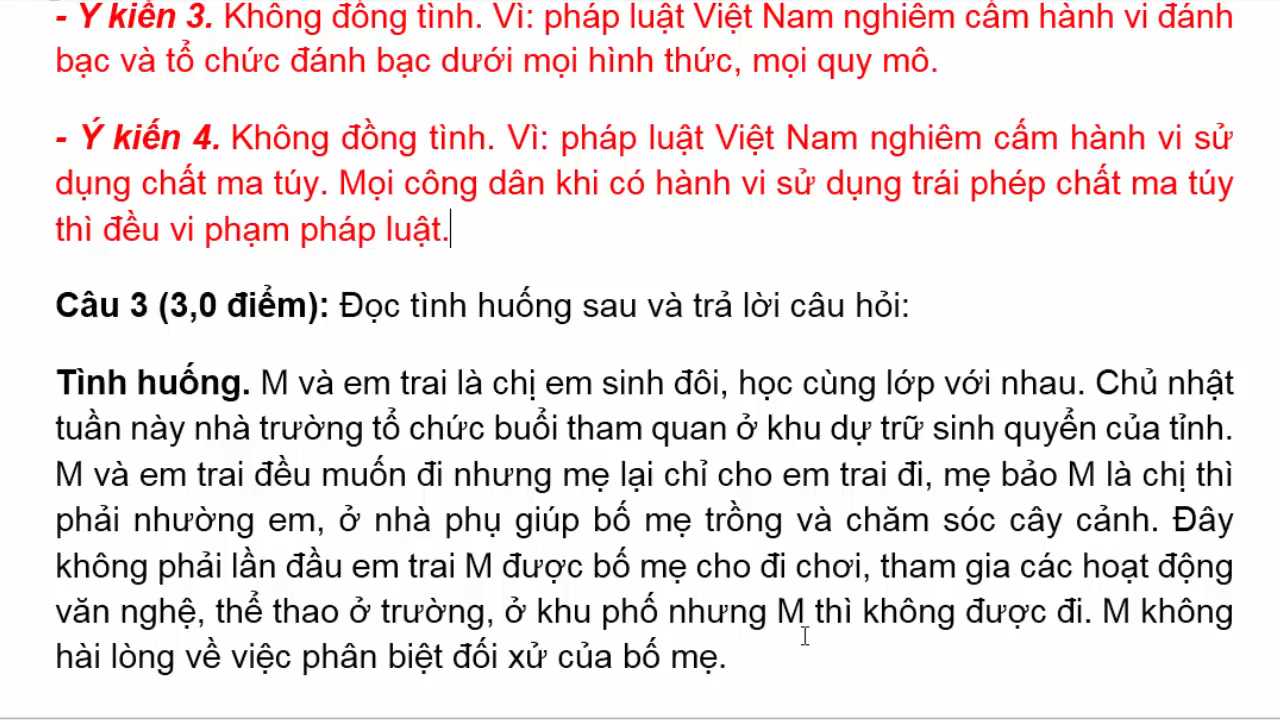 - Ý kiến 3. Không đồng tình. Vì: pháp luật Việt Nam nghiêm cấm hành vi đánh
bạc và tổ chức đánh bạc dưới mọi hình thức, mọi quy mô.
- Ý kiến 4. Không đồng tình. Vì: pháp luật Việt Nam nghiêm cấm hành vi sử
dụng chất ma túy. Mọi công dân khi có hành vi sử dụng trái phép chất ma túy
thì đều vi phạm pháp luật.
Câu 3 (3,0 điểm): Đọc tình huống sau và trả lời câu hỏi:
Tình huống. M và em trai là chị em sinh đôi, học cùng lớp với nhau. Chủ nhật
tuần này nhà trường tổ chức buổi tham quan ở khu dự trữ sinh quyển của tỉnh.
M và em trai đều muốn đi nhưng mẹ lại chỉ cho em trai đi, mẹ bảo M là chị thì
phải nhường em, ở nhà phụ giúp bố mẹ trồng và chăm sóc cây cảnh. Đây
không phải lần đầu em trai M được bố mẹ cho đi chơi, tham gia các hoạt động
văn nghệ, thể thao ở trường, ở khu phố nhưng M thì không được đi. M không
hài lòng về việc phân biệt đối xử của bố mẹ.